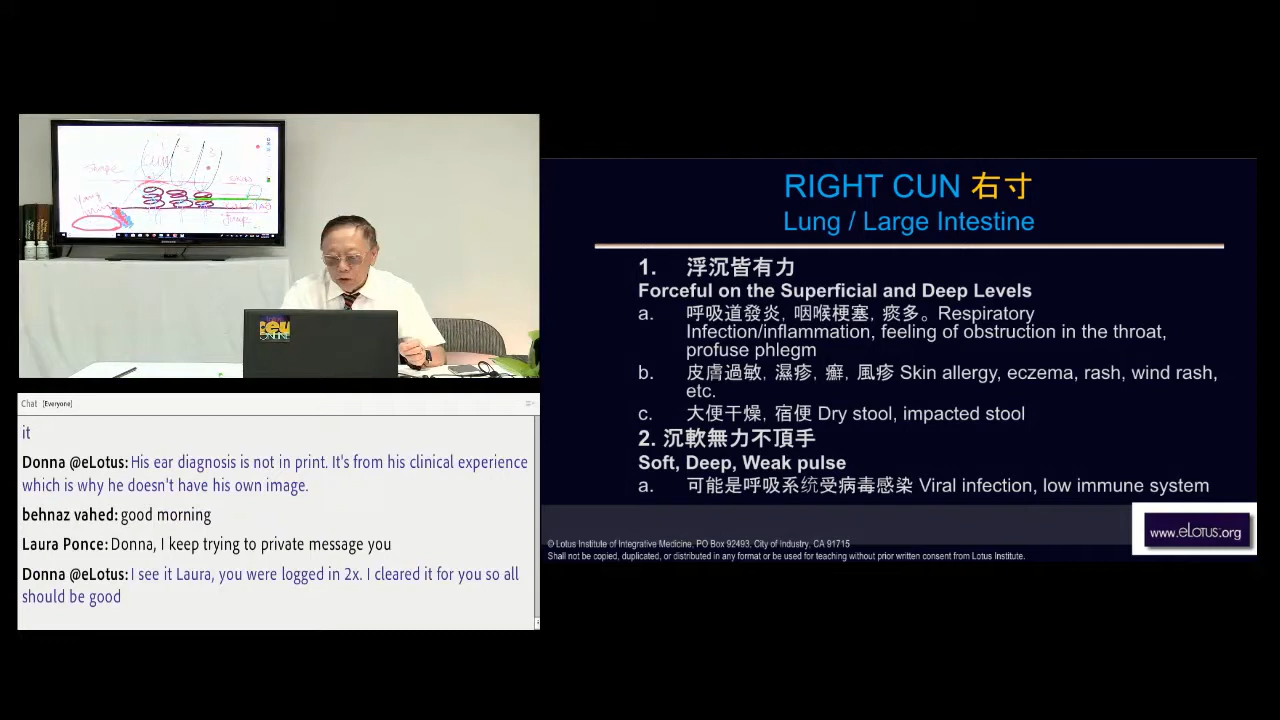 CUN
2
3
Chat [Everyone]
it
Donna @eLotus: His ear diagnosis is not in print. It's from his clinical experience
which is why he doesn't have his own image.
behnaz vahed: good morning
Laura Ponce: Donna, I keep trying to private message you
Donna @eLotus: I see it Laura, you were logged in 2x. I cleared it for you so all
should be good
RIGHT CUN 右寸
Lung / Large Intestine
1. 浮沉皆有力
Forceful on the Superficial and Deep Levels
a. 呼吸道發炎, 咽喉梗塞, 痰多。Respiratory
Infection/inflammation, feeling of obstruction in the throat,
profuse phlegm
b. 皮膚過敏, 濕疹, 癬, 風疹 Skin allergy, eczema, rash, wind rash,
etc.
c. 大便干燥, 宿便 Dry stool, impacted stool
2. 沉軟無力不頂手
Soft, Deep, Weak pulse
a. 可能是呼吸系统受病毒感染 Viral infection, low immune system
© Lotus Institute of Integrative Medicine, PO Box 92493, City of Industry, CA 91715
Shall not be copied, duplicated, or distributed in any format or be used for teaching without prior written consent from Lotus Institute.
www.eLotus.org